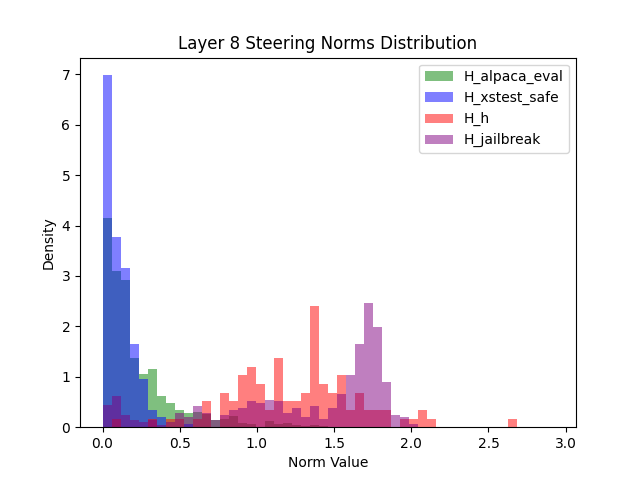 Layer 8 Steering Norms Distribution
H_alpaca_eval
H_xstest_safe
H_h
H_jailbreak
Density
7
6
5
4
3
2
1
0
0.0 0.5 1.0 1.5 2.0 2.5 3.0
Norm Value